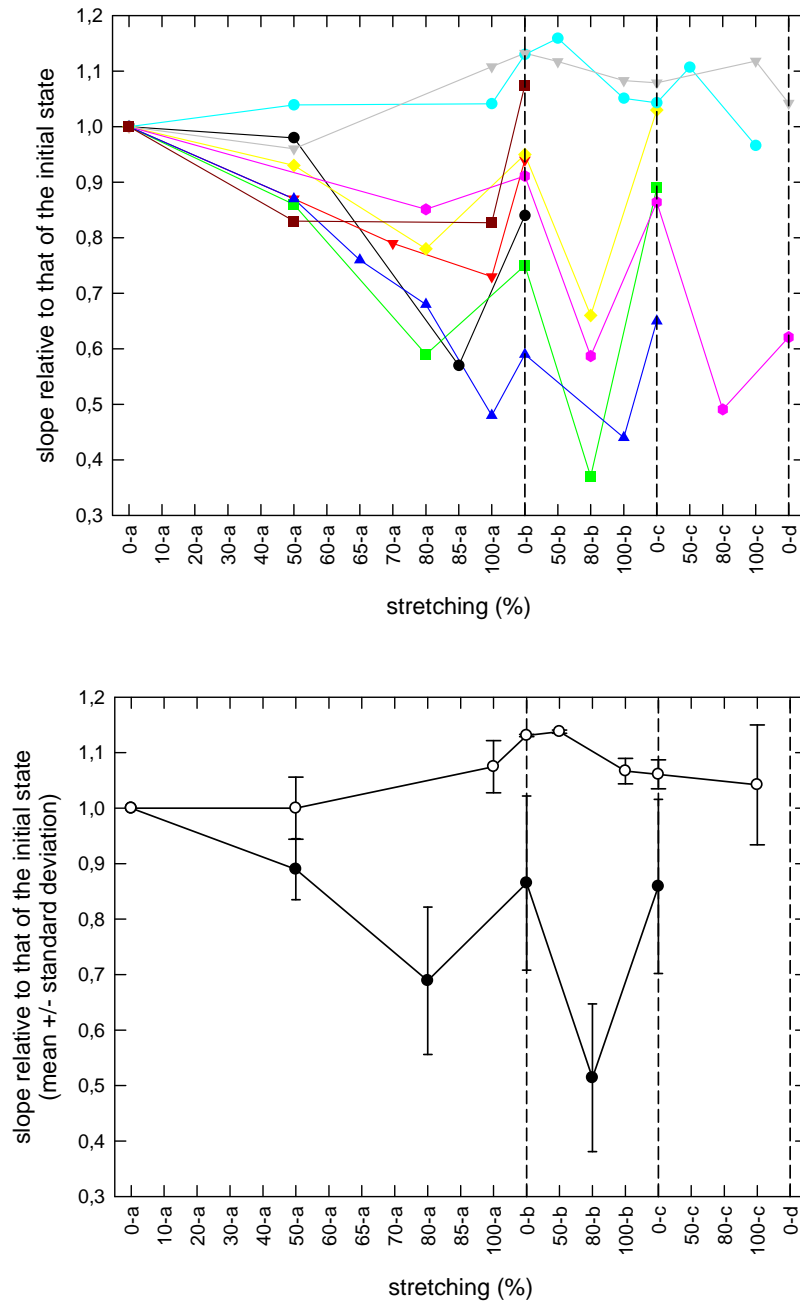 1,2
1,1
1,0
0,9
0,8
0,7
0,6
0,5
0,4
0,3
slope relative to that of the initial state
0-a
10-a
30-a
40-a
50-a
65-a
70-a
80-a
85-a
100-a
0-b
50-b
80-b
100-b
0-c
50-c
80-c
100-c
0-d
stretching (%)
1,2
1,1
1,0
0,9
0,8
0,7
0,6
0,5
0,4
0,3
slope relative to that of the initial state
(mean +/- standard deviation)
0-a
10-a
30-a
40-a
50-a
65-a
70-a
80-a
85-a
100-a
0-b
50-b
80-b
100-b
0-c
50-c
80-c
100-c
0-d
stretching (%)